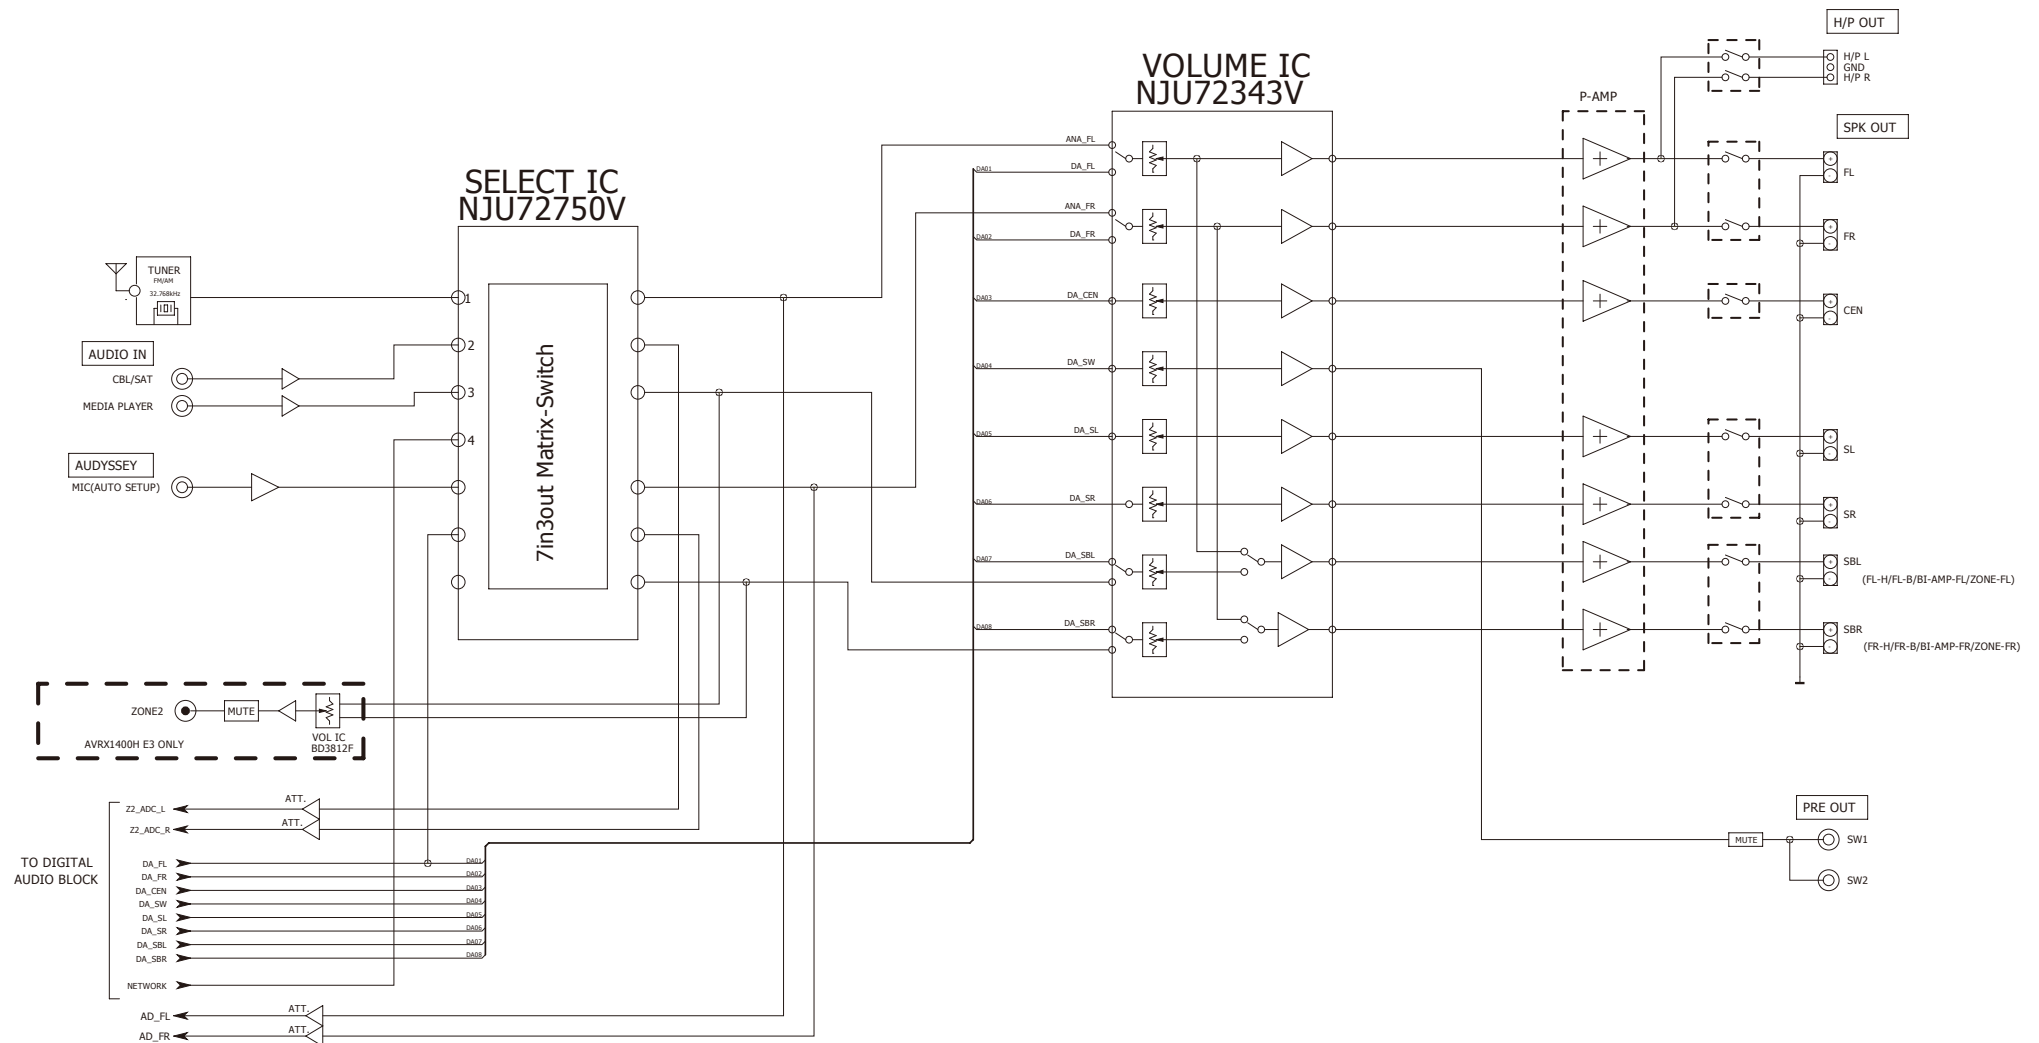 H/P OUT
H/P L
GND
H/P R
VOLUME IC
NJU72343V
P-AMP
SPK OUT
SELECT IC
NJU72750V
ANA_FL
DA01
DA_FL
FL
ANA_FR
DA02
DA_FR
FR
TUNER
FM/AM
32.768kHz
1
DA03
DA_CEN
CEN
AUDIO IN
2
CBL/SAT
DA04
DA_SW
3
MEDIA PLAYER
7in3out Matrix-Switch
4
DA05
DA_SL
SL
AUDYSSEY
MIC(AUTO SETUP)
DA06
DA_SR
SR
DA07
DA_SBL
SBL
(FL-H/FL-B/BI-AMP-FL/ZONE-FL)
DA08
DA_SBR
SBR
(FR-H/FR-B/BI-AMP-FR/ZONE-FR)
ZONE2
MUTE
VOL IC
BD3812F
AVRX1400H E3 ONLY
PRE OUT
Z2_ADC_L
ATT.
Z2_ADC_R
ATT.
MUTE
SW1
SW2
TO DIGITAL
AUDIO BLOCK
DA_FL DA01
DA_FR DA02
DA_CEN DA03
DA_SW DA04
DA_SL DA05
DA_SR DA06
DA_SBL DA07
DA_SBR DA08
NETWORK
AD_FL
ATT.
AD_FR
ATT.